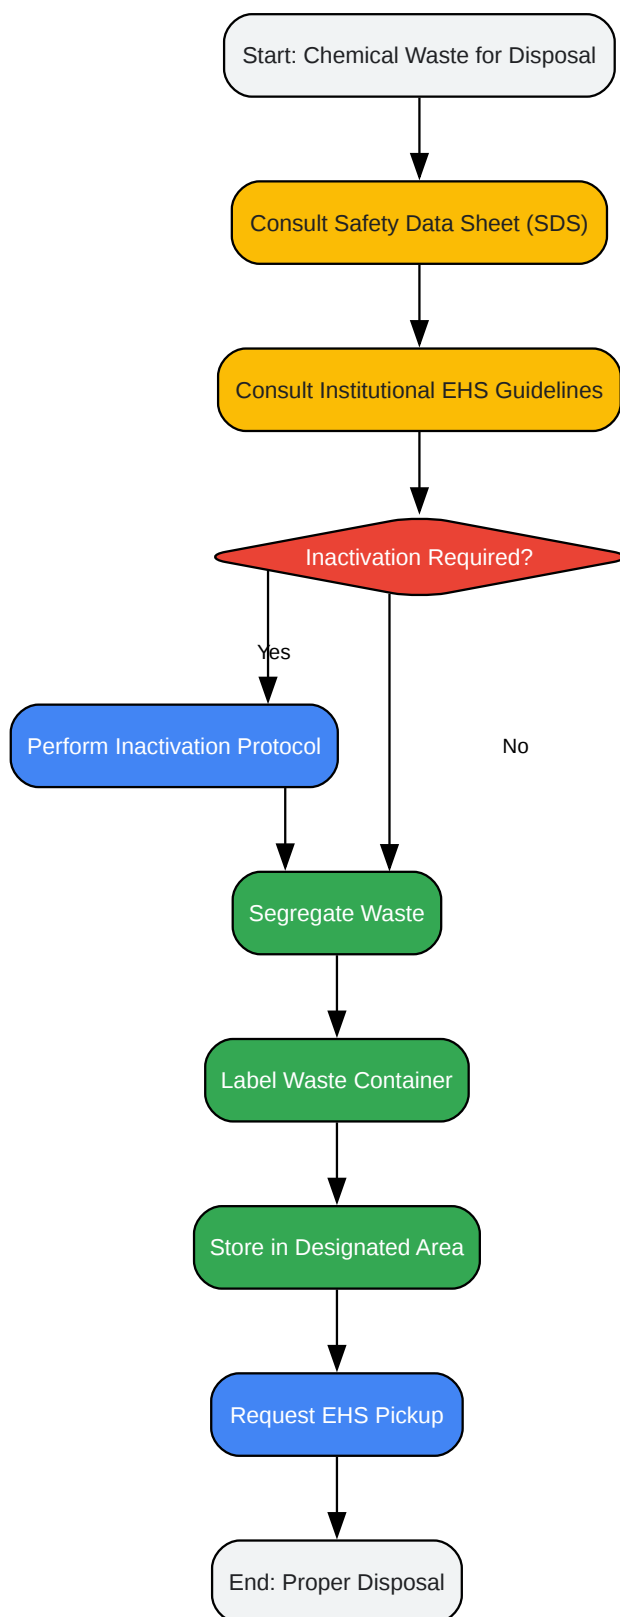 Start: Chemical Waste for Disposal
Consult Safety Data Sheet (SDS)
Consult Institutional EHS Guidelines
Inactivation Required?
Yes
Perform Inactivation Protocol
No
Segregate Waste
Label Waste Container
Store in Designated Area
Request EHS Pickup
End: Proper Disposal